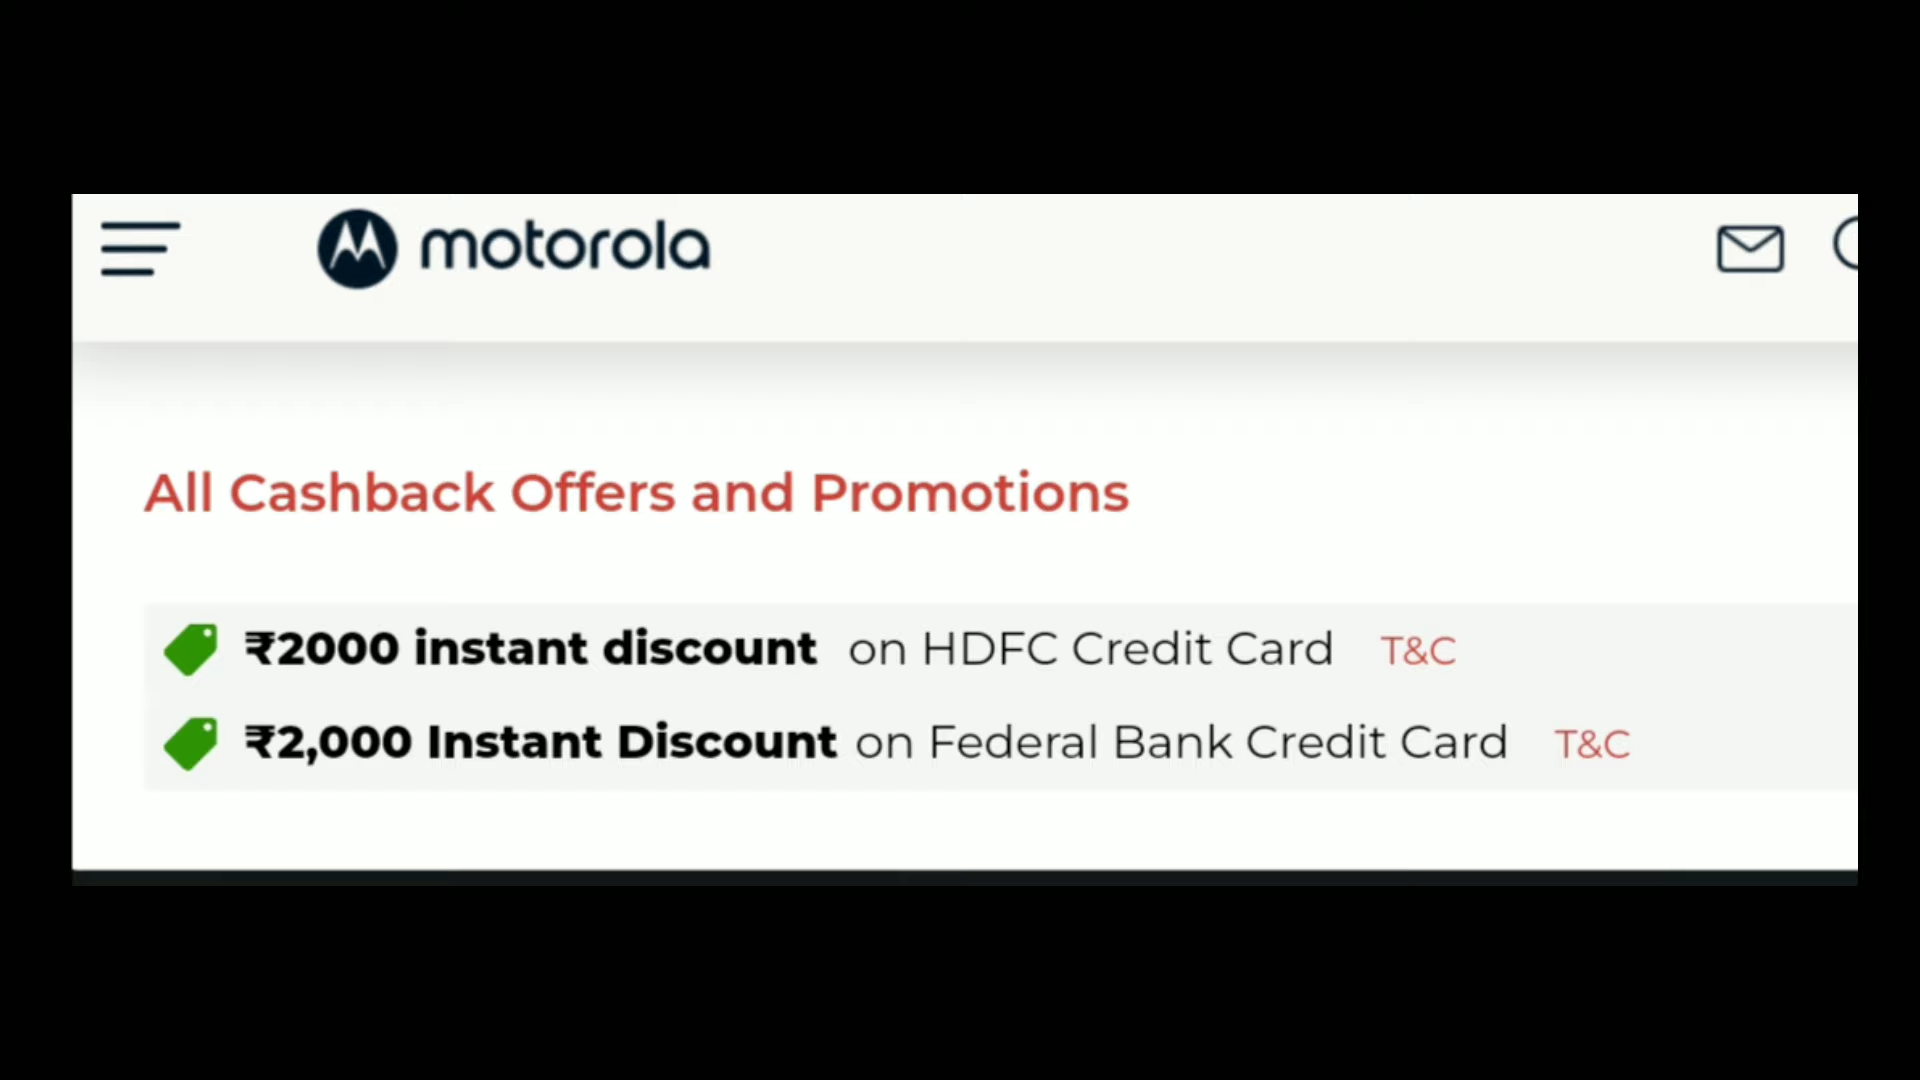 motorola
All Cashback Offers and Promotions
₹2000 instant discount on HDFC Credit Card T&C
₹2,000 Instant Discount on Federal Bank Credit Card T&C